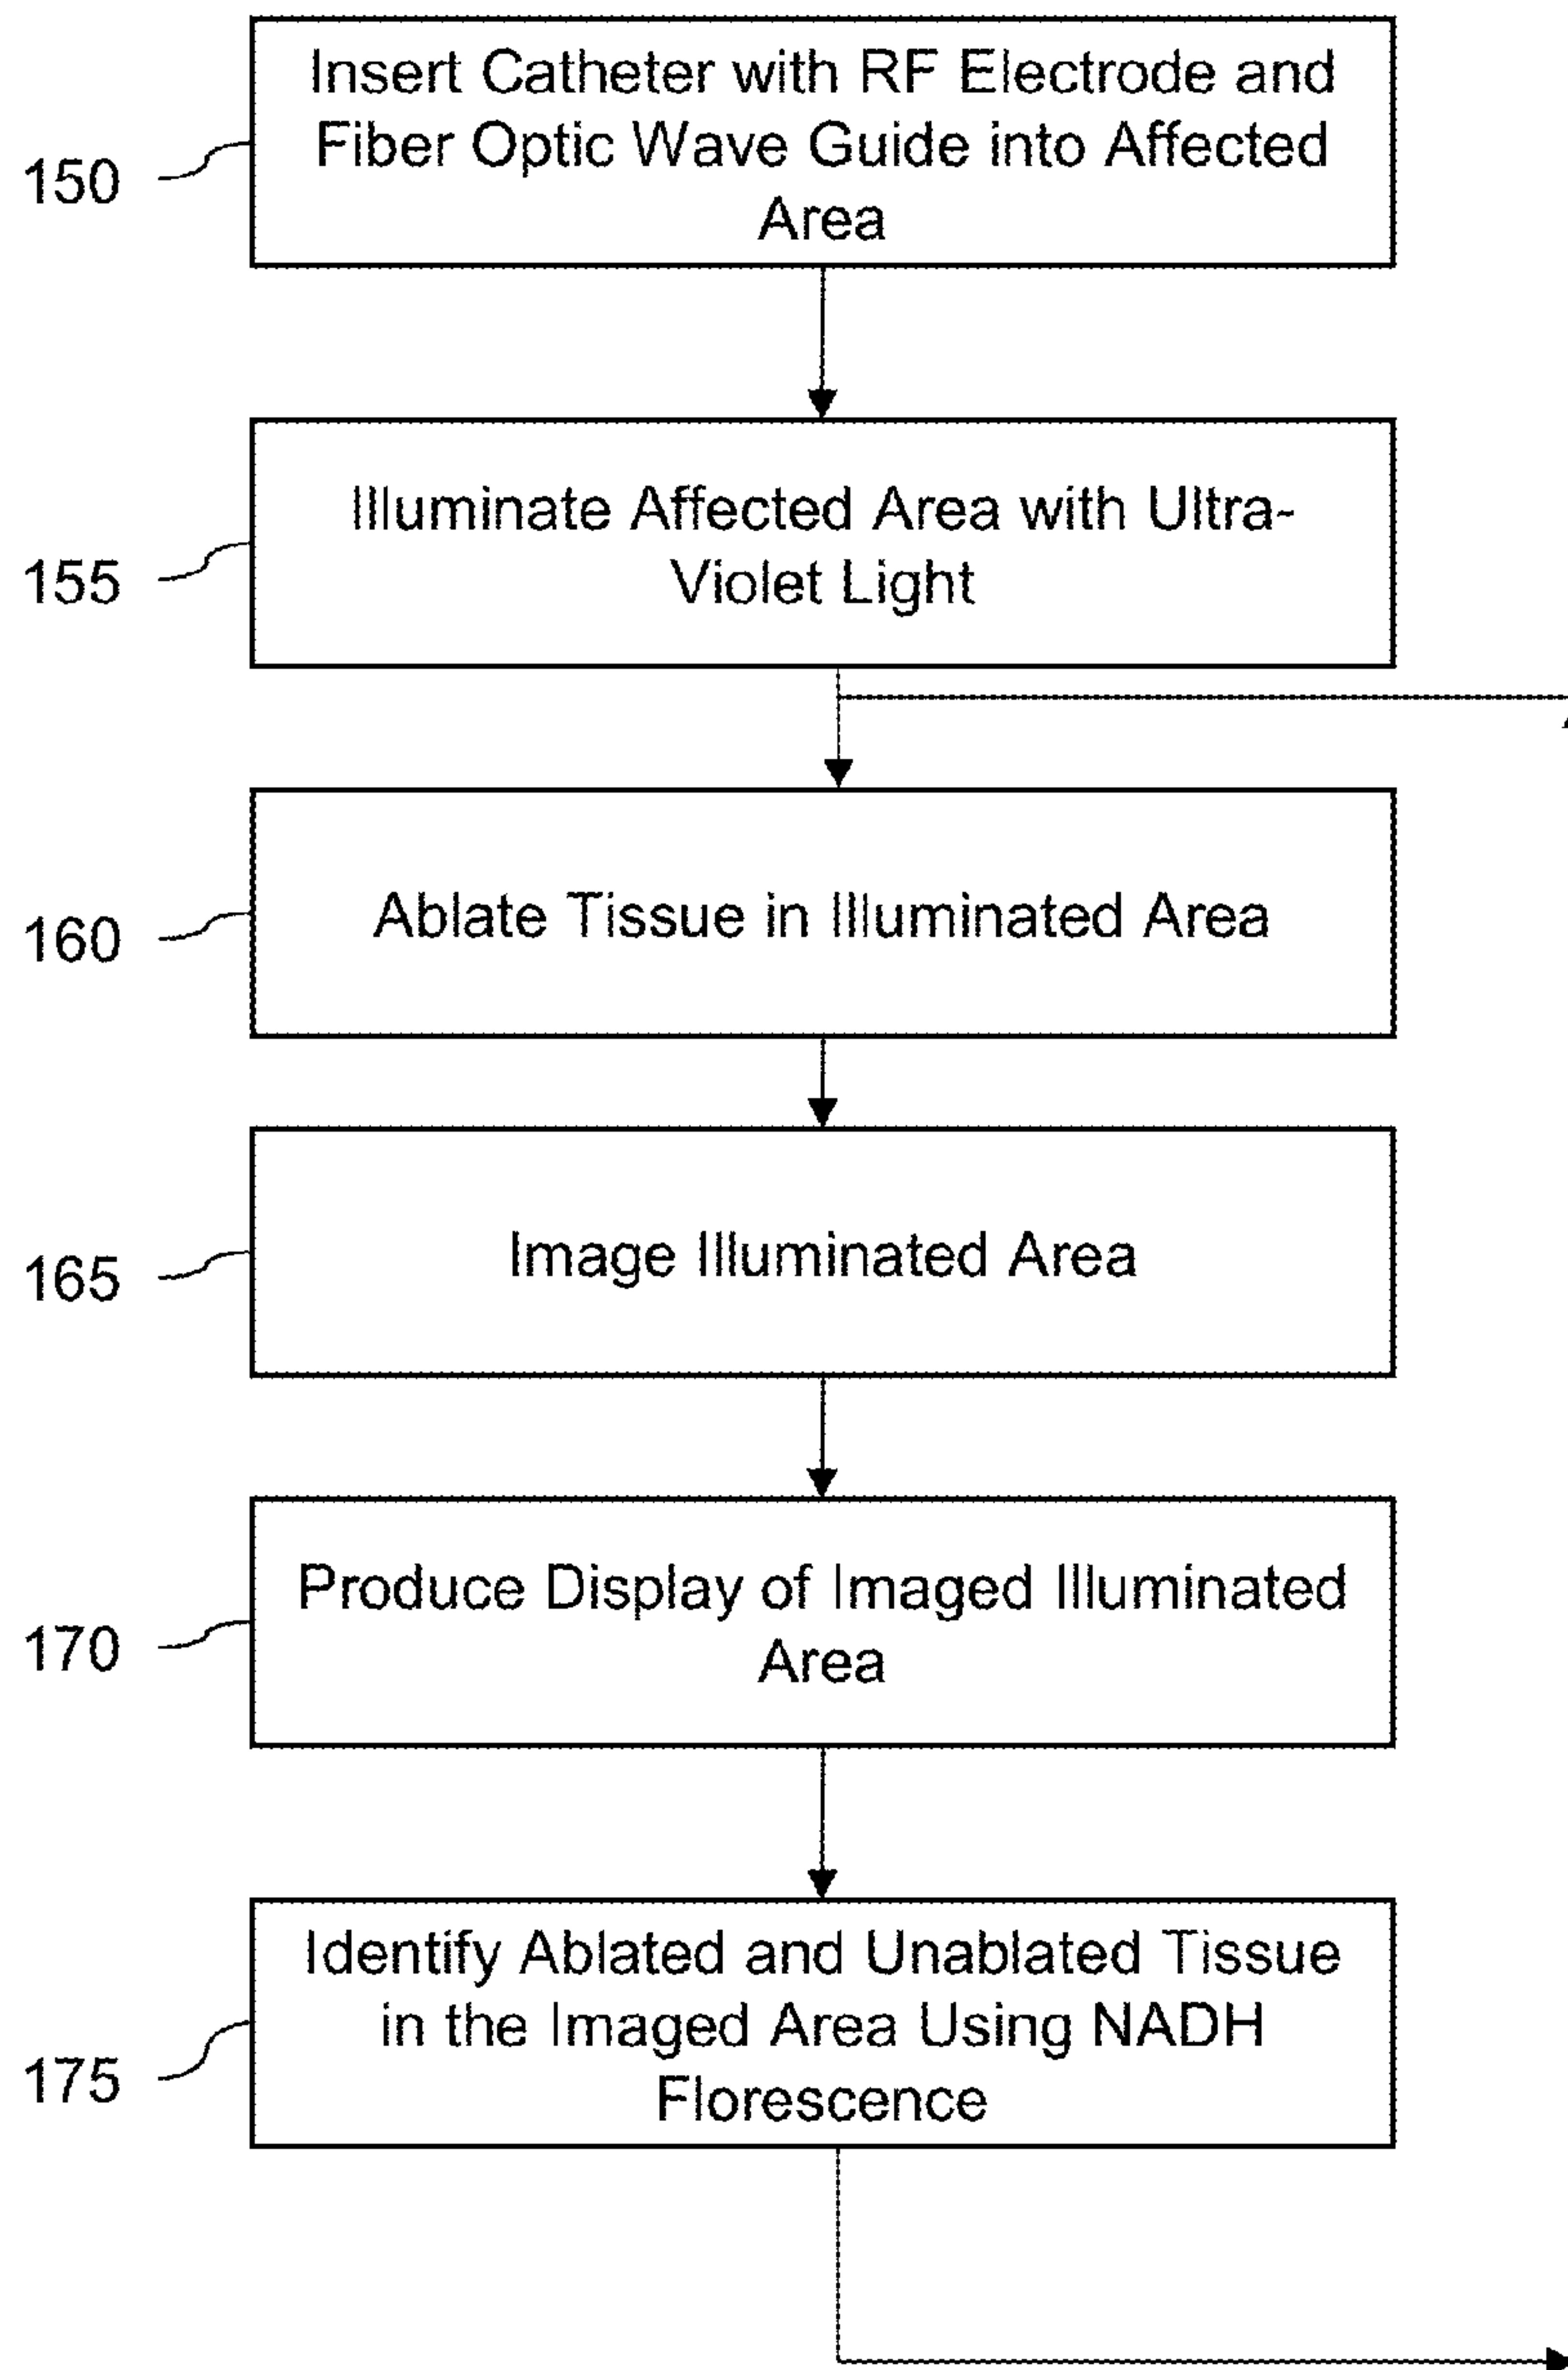 Insert Catheter with RF Electrode and
Fiber Optic Wave Guide into Affected
Area
150
Illuminate Affected Area with Ultra-
Violet Light
155
Ablate Tissue in Illuminated Area
160
Image Illuminated Area
165
Produce Display of Imaged Illuminated
Area
170
Identify Ablated and Unablated Tissue
in the Imaged Area Using NADH
Florescence
175